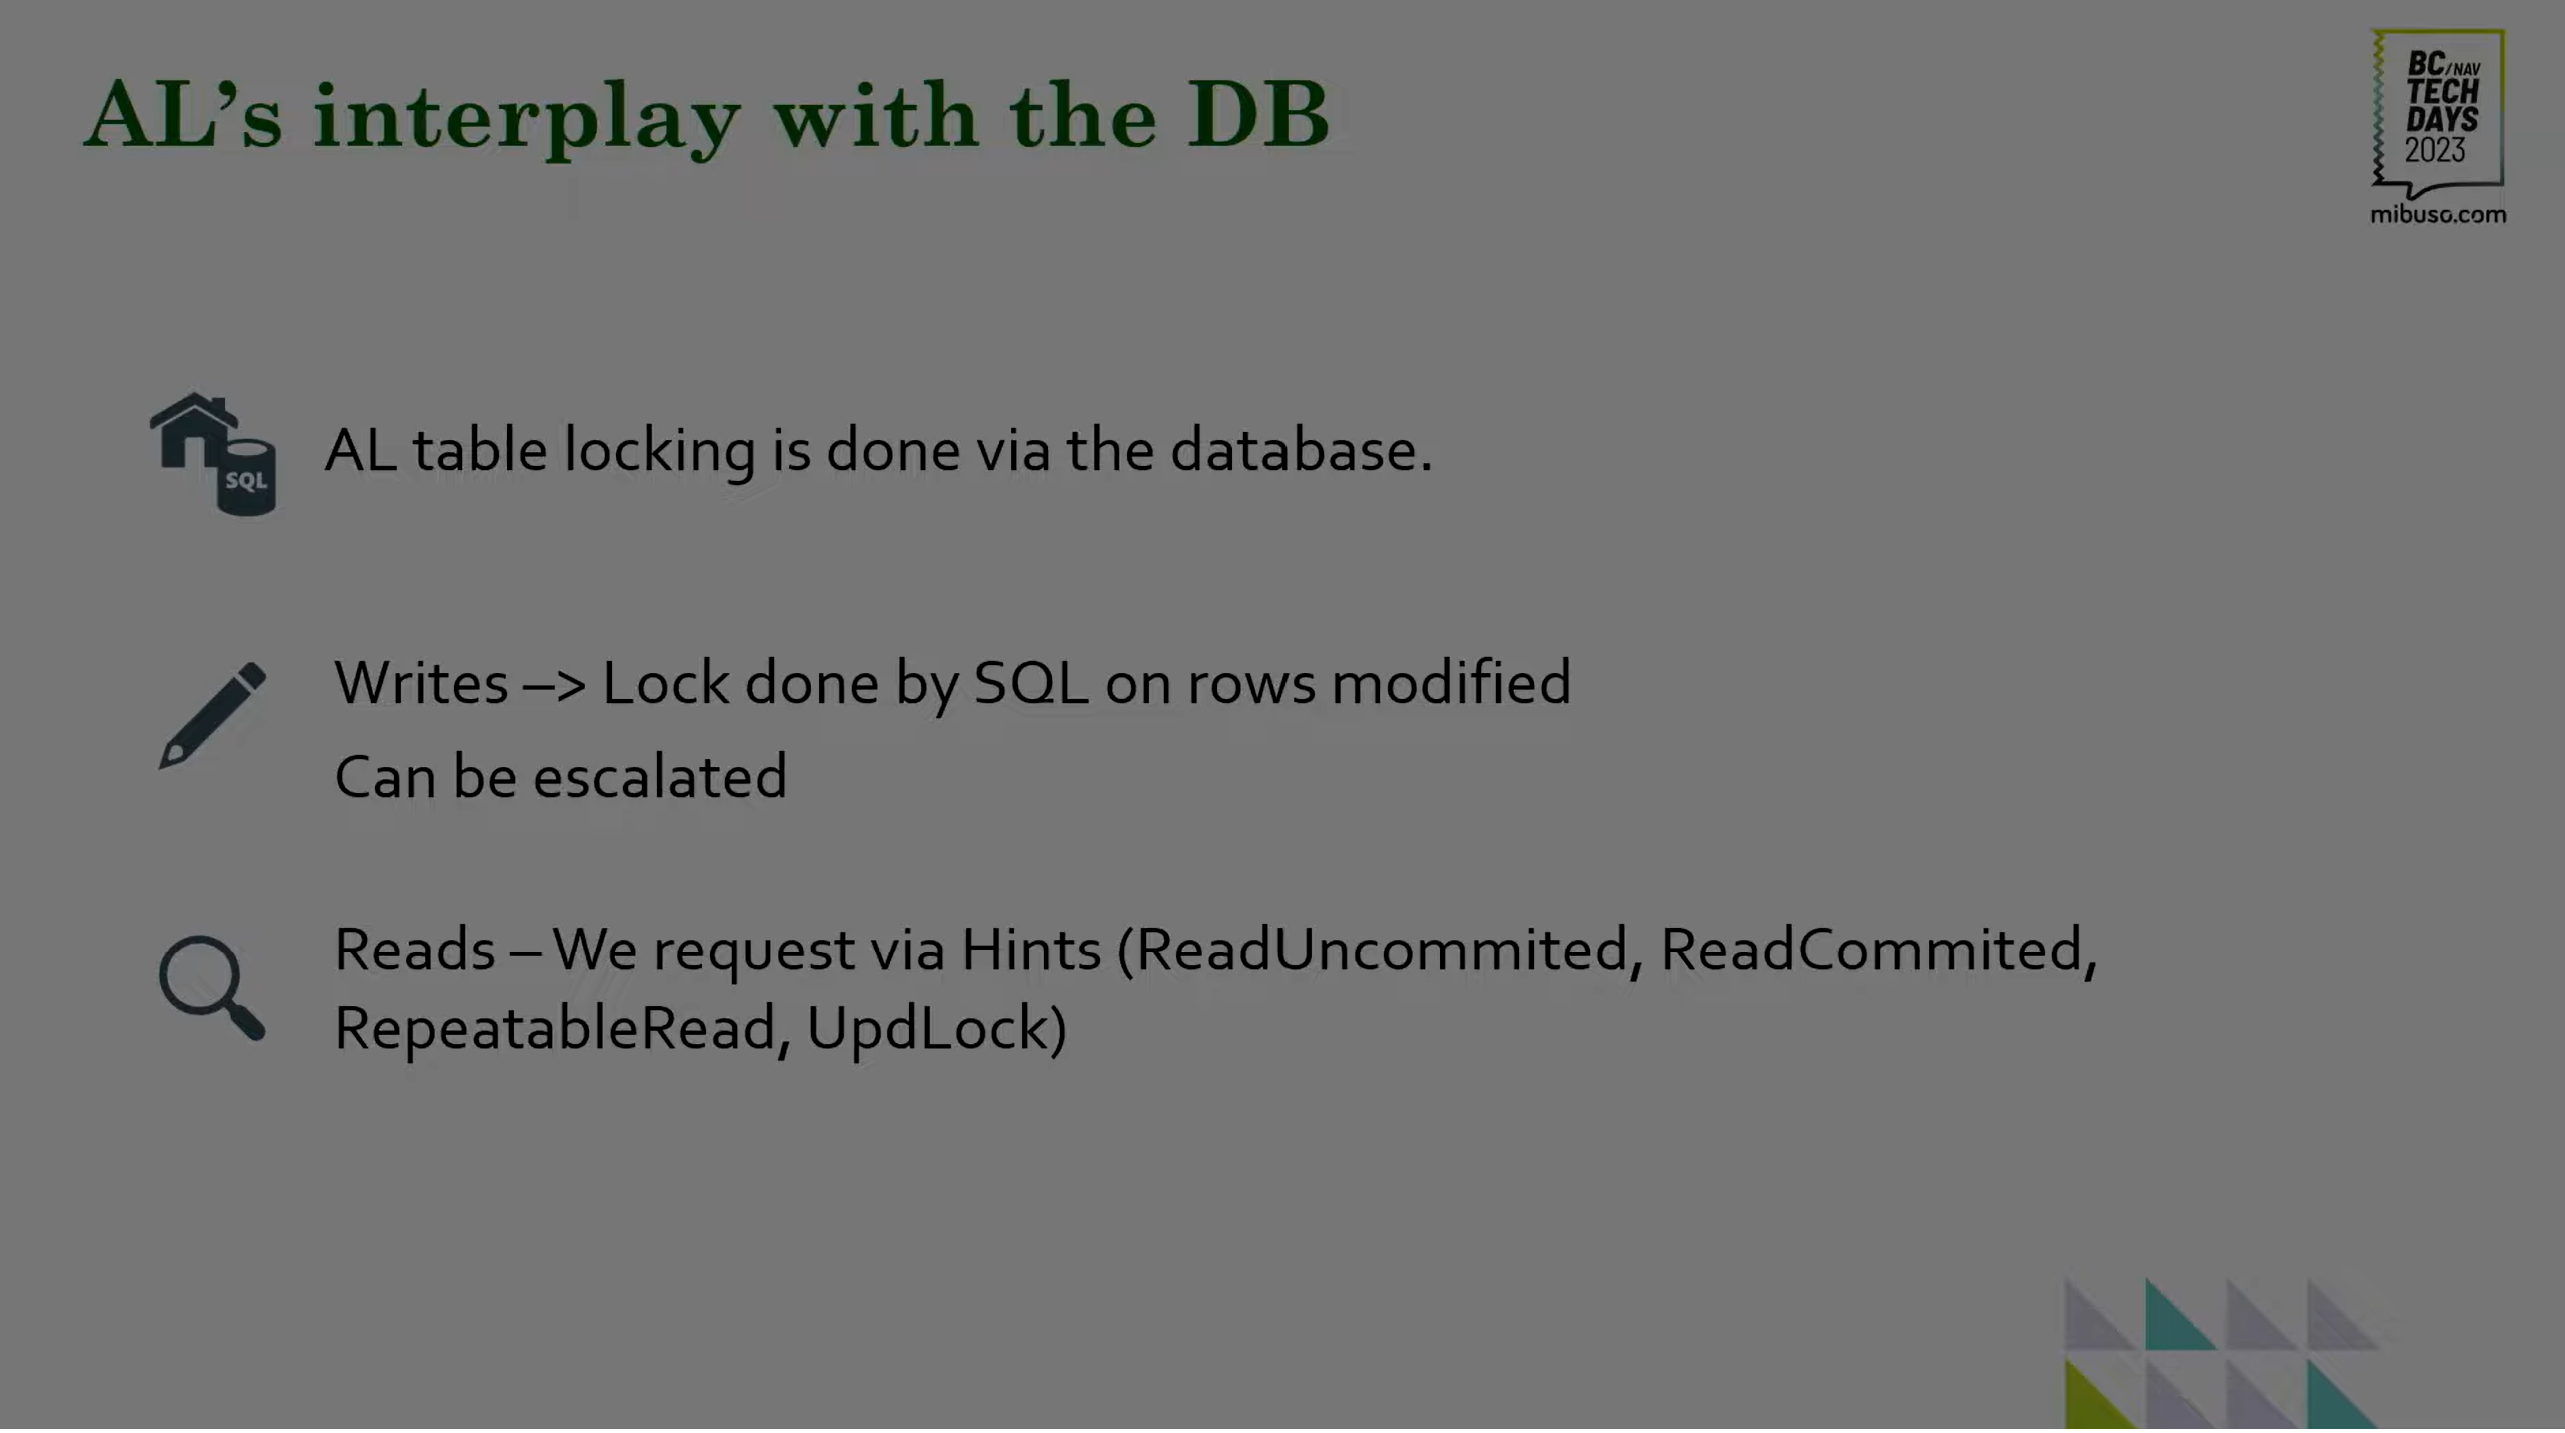 AL’s interplay with the DB
BC/NAV
TECH
DAYS
2023
mibuso.com
AL table locking is done via the database.
SQL
Writes –> Lock done by SQL on rows modified
Can be escalated
Reads – We request via Hints (ReadUncommited, ReadCommited,
RepeatableRead, UpdLock)